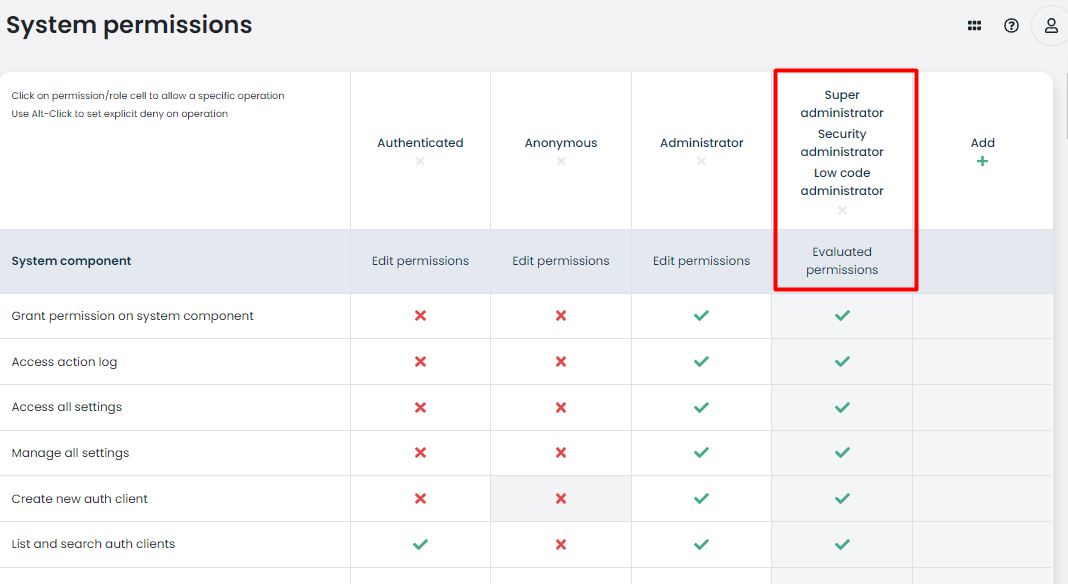 System permissions
Click on permission/role cell to allow a specific operation
Use Alt-Click to set explicit deny on operation
Authenticated
Anonymous
Administrator
Super
administrator
Security
administrator
Low code
administrator
Add
System component
Edit permissions
Edit permissions
Edit permissions
Evaluated
permissions
Grant permission on system component
Access action log
Access all settings
Manage all settings
Create new auth client
List and search auth clients